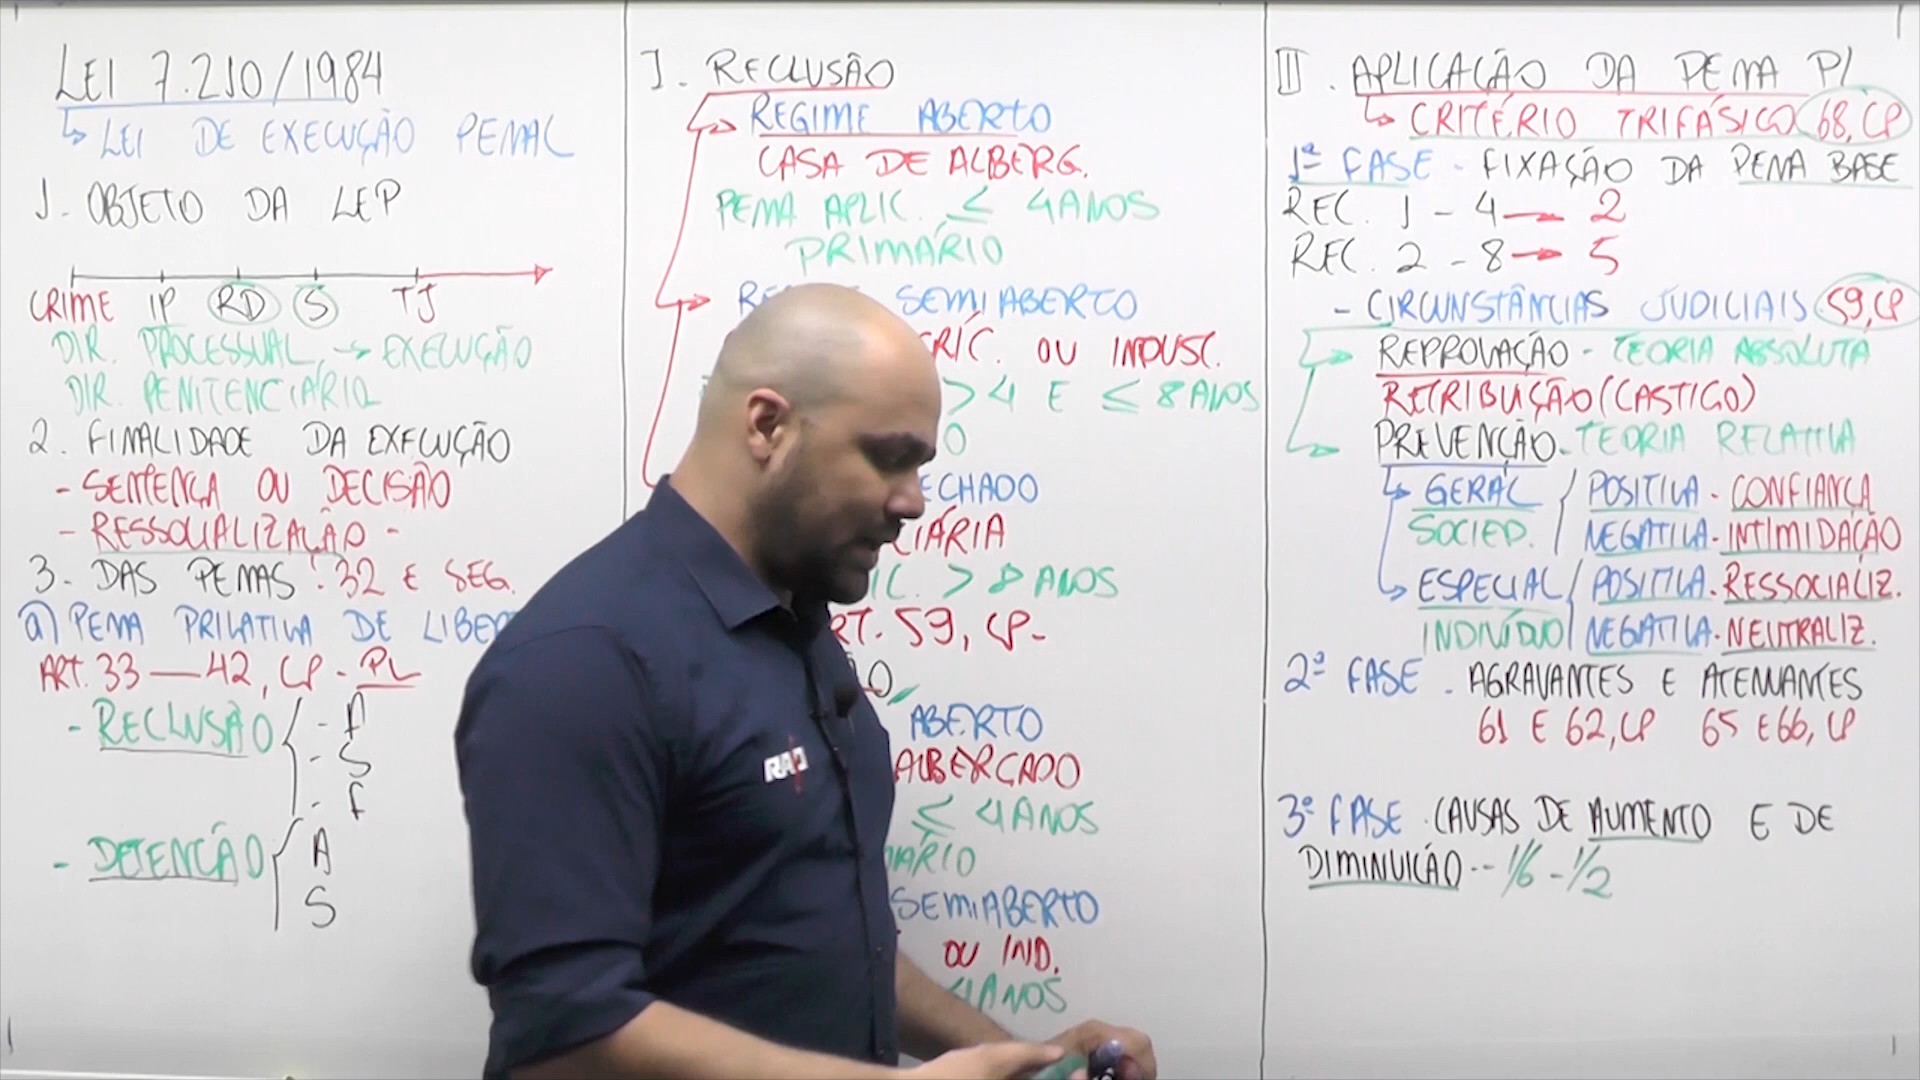 LEI 7.210/1984
LEI DE EXECUÇÃO PENAL
1. OBJETO DA LEP
CRIME IP RD S TJ
DIR. PROCESSUAL → EXECUÇÃO
DIR. PENITENCIÁRIO
2. FINALIDADE DA EXECUÇÃO
- SENTENÇA OU DECISÃO
- RESSOCIALIZAÇÃO -
3. DAS PENAS: 32 E SEG.
a) PENA PRIVATIVA DE LIBER
ART. 33 — 42, CP - PL
- RECLUSÃO
- A
- S
- F
- DETENÇÃO
A
S
I. RECLUSÃO
REGIME ABERTO
CASA DE ALBERG.
PENA APLIC. ≤ 4 ANOS
PRIMÁRIO
RE SEMIABERTO
RÍC. OU INDUST.
> 4 E ≤ 8 ANOS
O
ECHADO
CIÁRIA
IC. > 8 ANOS
RT. 59, CP-
ÃO
ABERTO
ALBERGADO
≤ 4 ANOS
MÁRIO
SEMIABERTO
OU IND.
4 ANOS
RAJ
II. APLICAÇÃO DA PENA P/
CRITÉRIO TRIFÁSICO 68, CP
1ª FASE - FIXAÇÃO DA PENA BASE
REC. 1 - 4 → 2
REC. 2 - 8 → 5
- CIRCUNSTÂNCIAS JUDICIAIS 59, CP
REPROVAÇÃO - TEORIA ABSOLUTA
RETRIBUIÇÃO (CASTIGO)
PREVENÇÃO - TEORIA RELATIVA
GERAL / POSITIVA - CONFIANÇA
SOCIED. NEGATIVA - INTIMIDAÇÃO
ESPECIAL / POSITIVA - RESSOCIALIZ.
INDIVÍDUO NEGATIVA - NEUTRALIZ.
2ª FASE - AGRAVANTES E ATENUANTES
61 E 62, CP 65 E 66, CP
3ª FASE . CAUSAS DE AUMENTO E DE
DIMINUIÇÃO -- 1/6 - 1/2